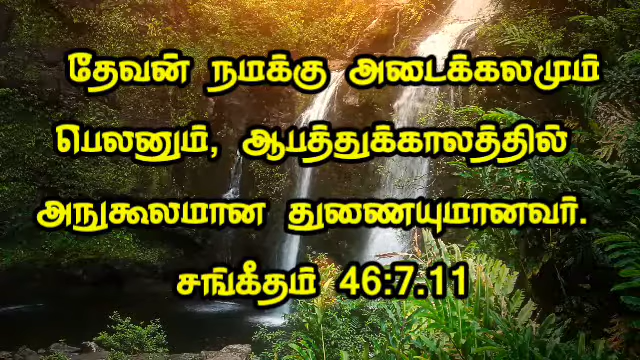 தேவன் நமக்கு அடைக்கலமும்
பெலனும், ஆபத்துக்காலத்தில்
அநுகூலமான துணையுமானவர்.
சங்கீதம் 46:7.11